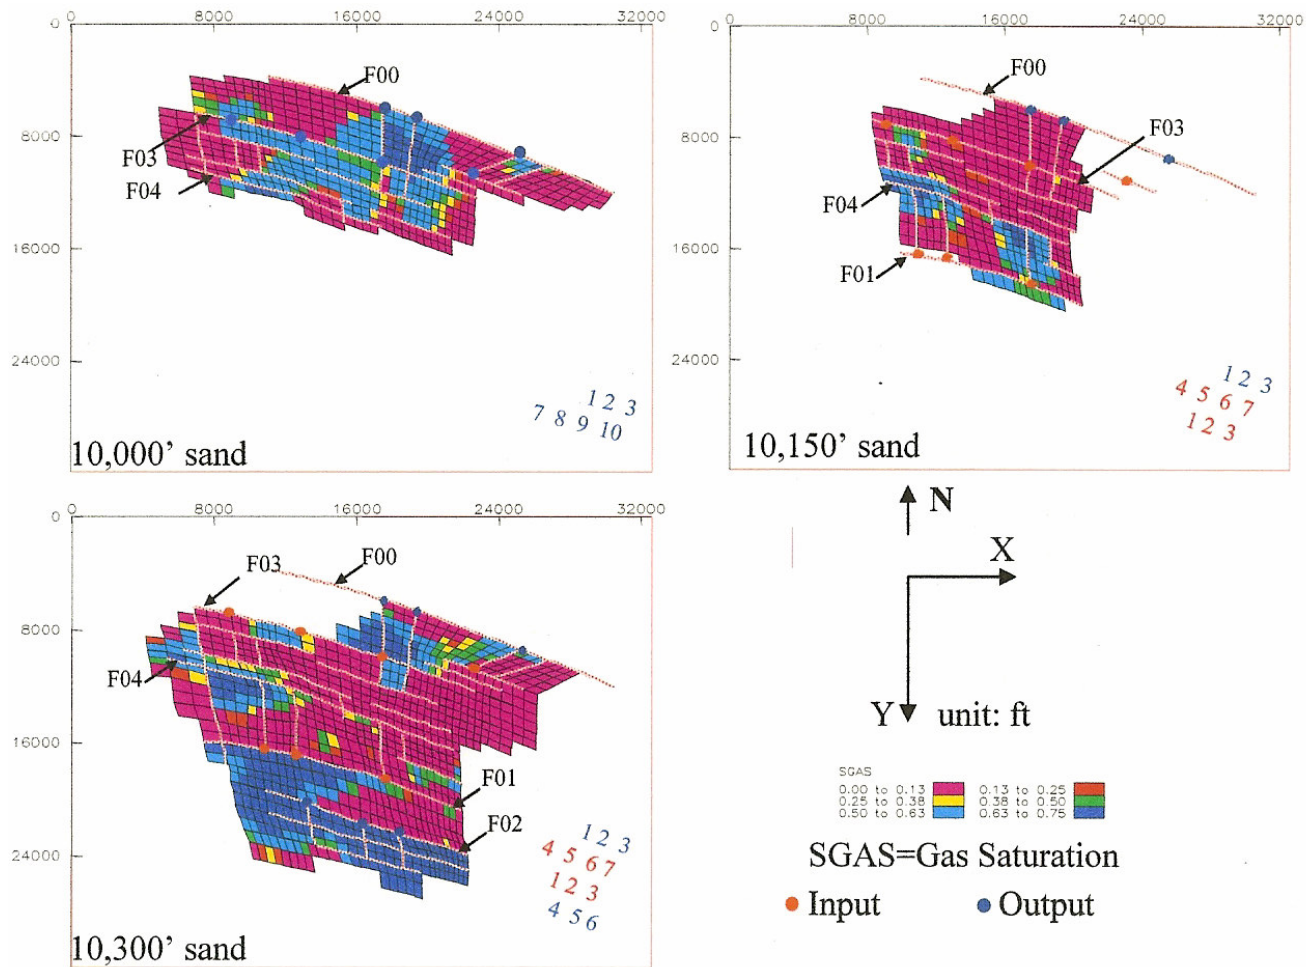 0 8000 16000 24000 32000
0
8000
16000
24000
F00
F03
F04
1 2 3
7 8 9 10
10,000' sand
0 8000 16000 24000 32000
0
8000
16000
24000
F00
F03
F04
F01
1 2 3
4 5 6 7
1 2 3
10,150' sand
0 8000 16000 24000 32000
0
8000
16000
24000
F03
F00
F04
F01
F02
1 2 3
4 5 6 7
1 2 3
4 5 6
10,300' sand
N
X
Y
unit: ft
SGAS
0.00 to 0.13 0.13 to 0.25
0.25 to 0.38 0.38 to 0.50
0.50 to 0.63 0.63 to 0.75
SGAS=Gas Saturation
Input Output